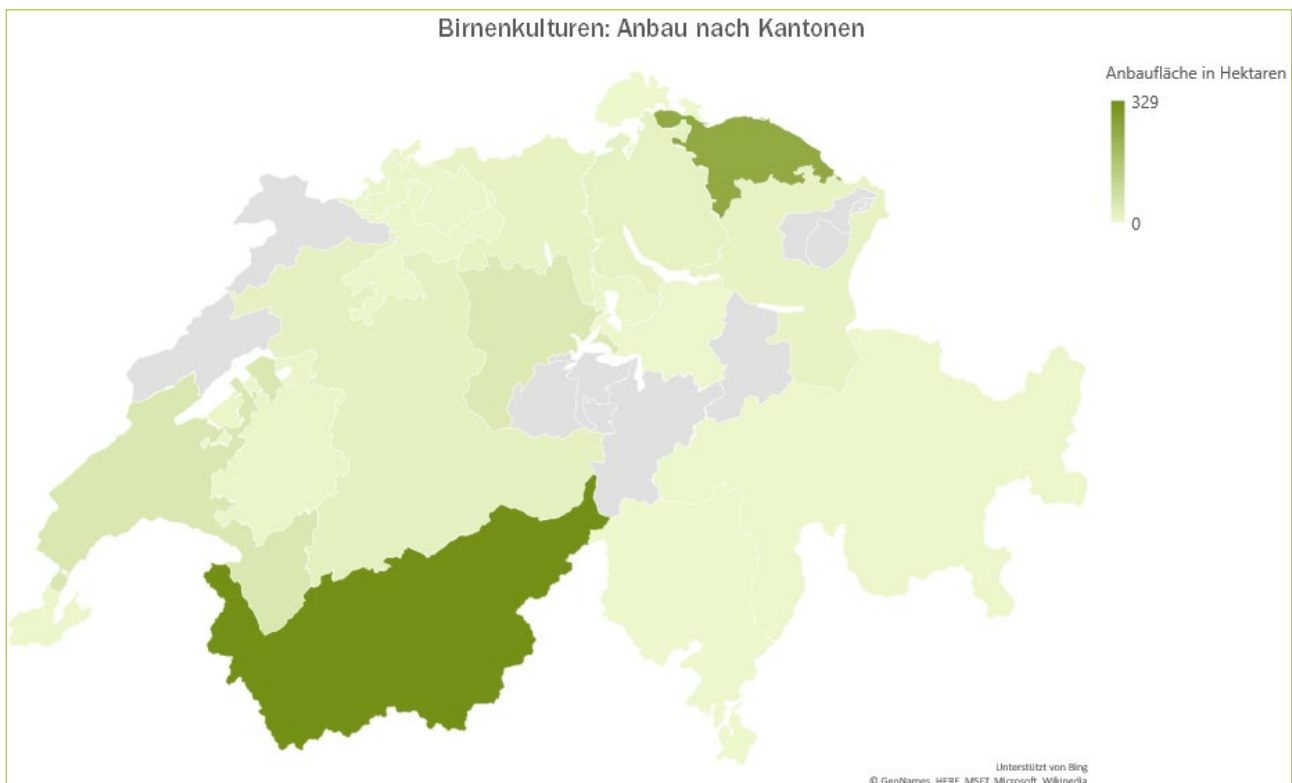 Birnenkulturen: Anbau nach Kantonen
Anbaufläche in Hektaren
329
0
Unterstützt von Bing
© GeoNames, HERE, MSFT, Microsoft, Wikipedia